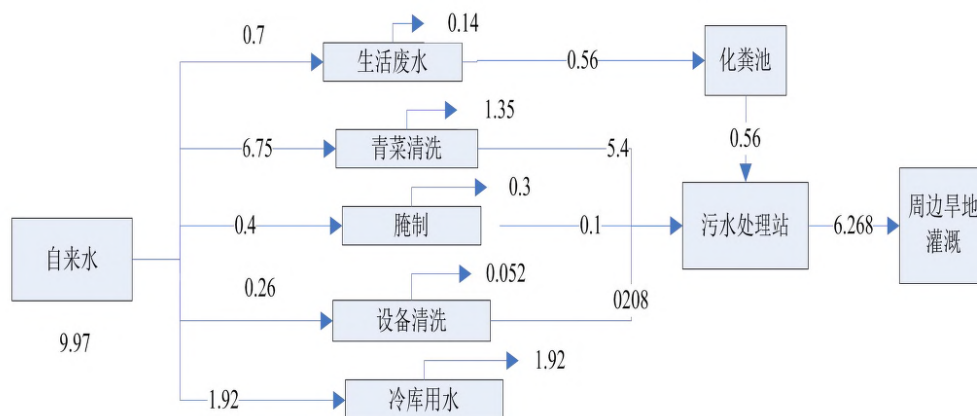 0.14
0.7
生活废水
0.56
化粪池
1.35
6.75
青菜清洗
5.4
0.56
0.3
0.4
腌制
0.1
污水处理站
6.268
周边旱地
灌溉
自来水
9.97
0.052
0.26
设备清洗
0208
1.92
1.92
冷库用水